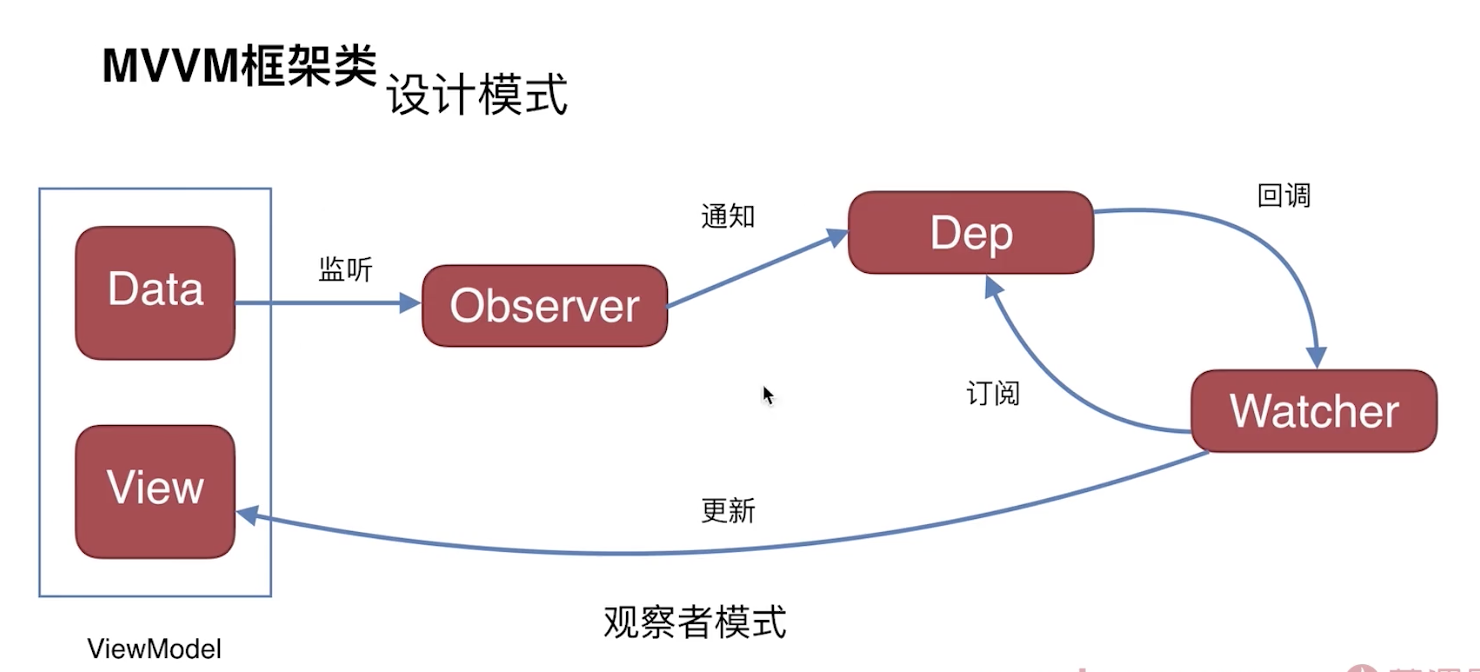 MVVM框架类
设计模式
Data
监听
Observer
通知
Dep
回调
订阅
Watcher
View
更新
观察者模式
ViewModel